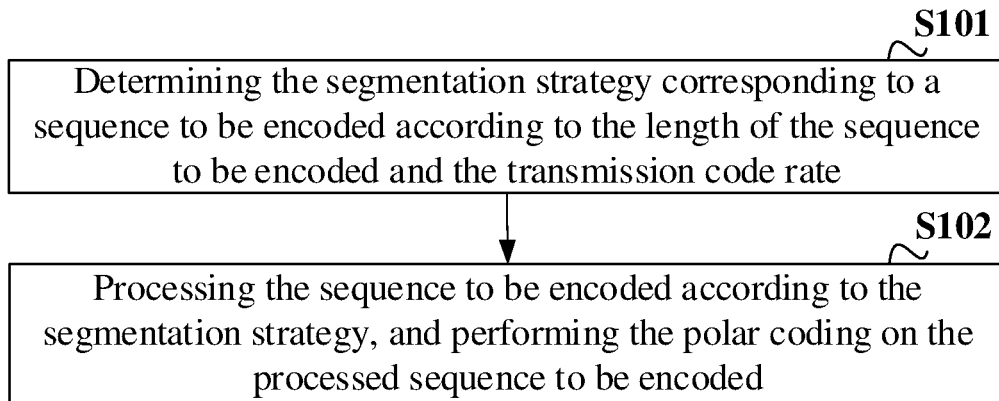 S101
Determining the segmentation strategy corresponding to a
sequence to be encoded according to the length of the sequence
to be encoded and the transmission code rate
S102
Processing the sequence to be encoded according to the
segmentation strategy, and performing the polar coding on the
processed sequence to be encoded